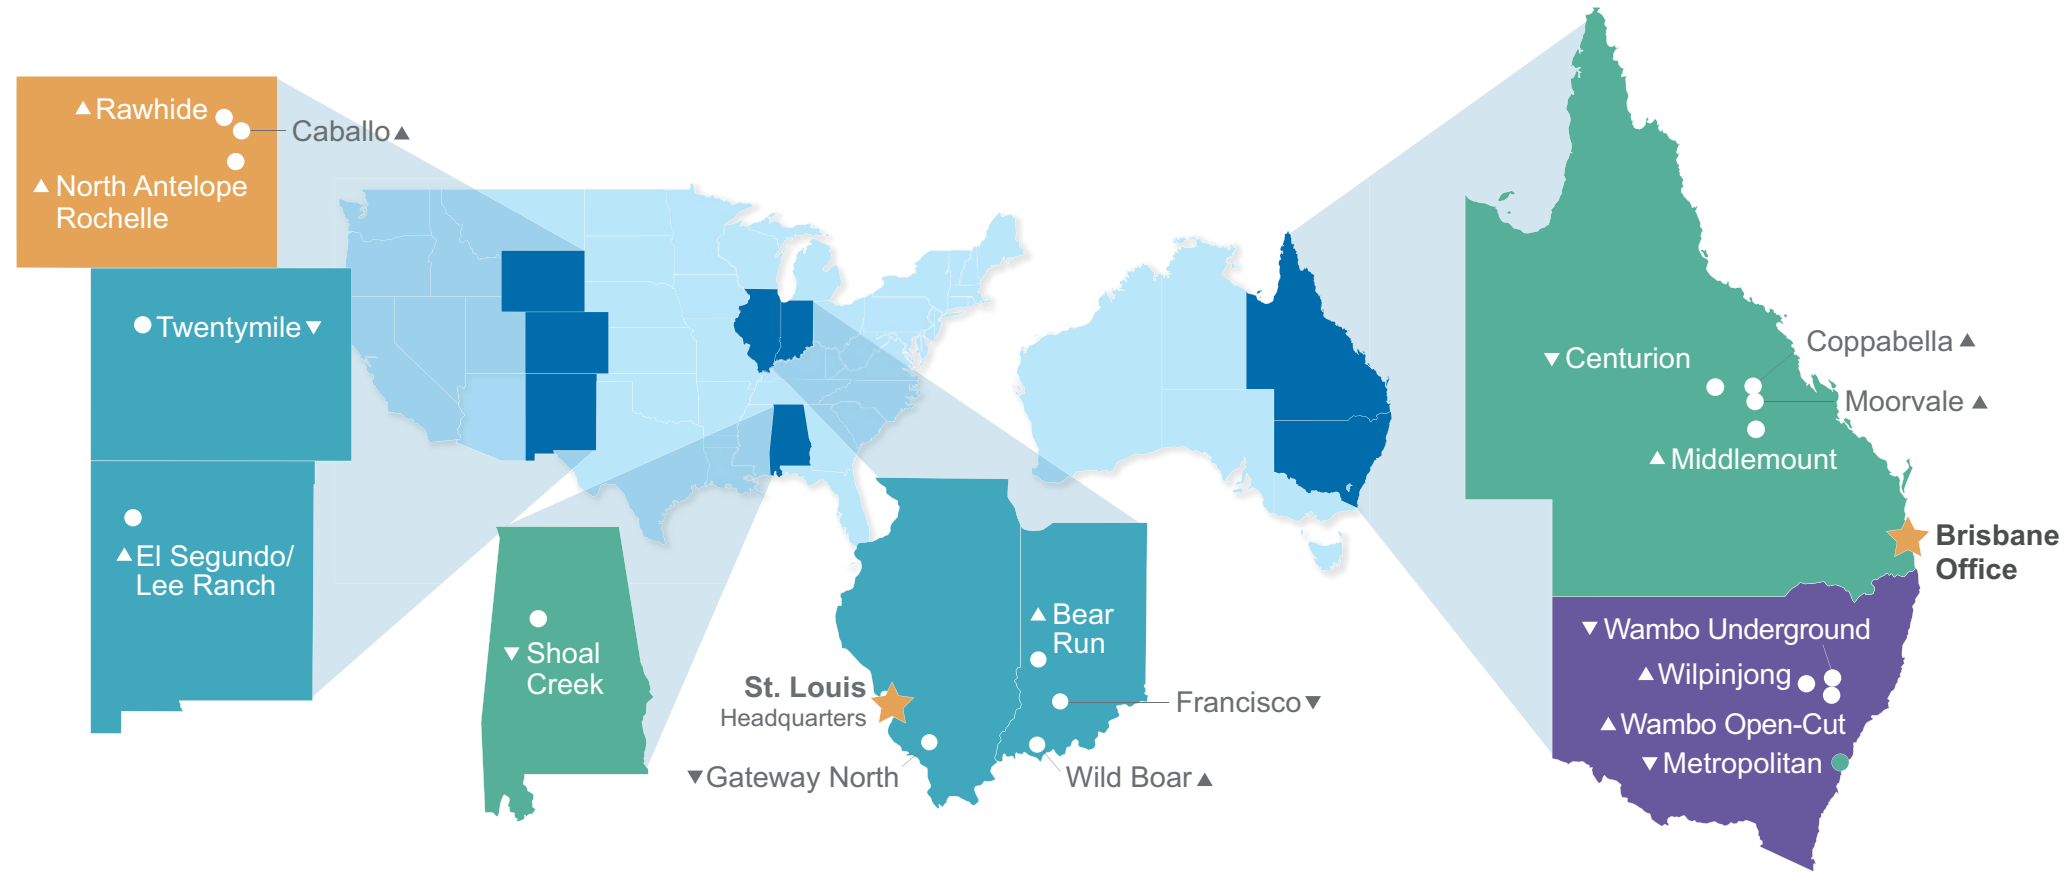 ▲ Rawhide
Caballo ▲
▲ North Antelope
Rochelle
Twentymile ▼
▲ El Segundo/
Lee Ranch
▼ Shoal
Creek
▲ Bear
Run
St. Louis
Headquarters
Francisco ▼
▼ Gateway North
Wild Boar ▲
Coppabella ▲
▼ Centurion
Moorvale ▲
▲ Middlemount
Brisbane
Office
▼ Wambo Underground
▲ Wilpinjong
▲ Wambo Open-Cut
▼ Metropolitan